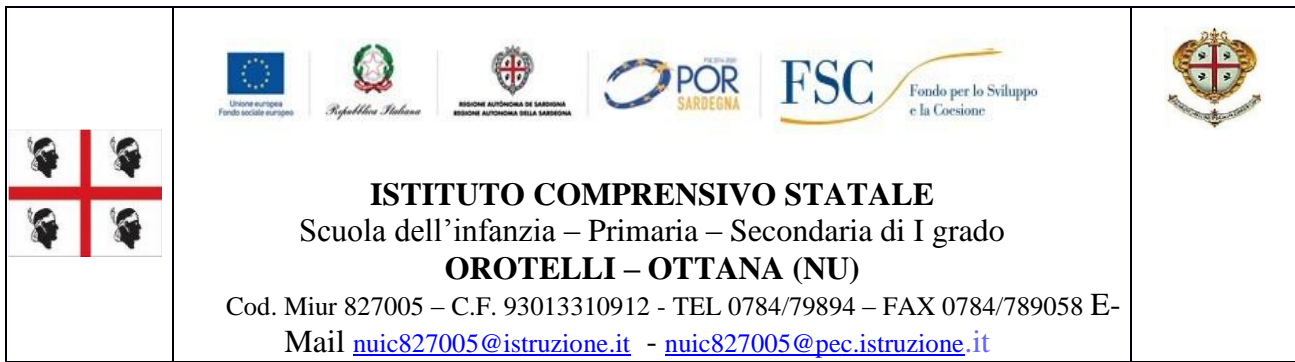 Unione europea
Fondo sociale europeo
Repubblica Italiana
REGIONE AUTÒNOMA DE SARDIGNA
REGIONE AUTONOMA DELLA SARDEGNA
POR
SARDEGNA
FSC
Fondo per lo Sviluppo
e la Coesione
ISTITUTO COMPRENSIVO STATALE
Scuola dell’infanzia – Primaria – Secondaria di I grado
OROTELLI – OTTANA (NU)
Cod. Miur 827005 – C.F. 93013310912 - TEL 0784/79894 – FAX 0784/789058 E-
Mail nuic827005@istruzione.it - nuic827005@pec.istruzione.it